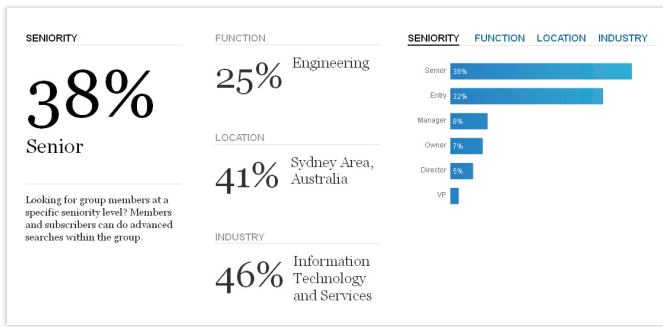 SENIORITY
38%
Senior
Looking for group members at a
specific seniority level? Members
and subscribers can do advanced
searches within the group.
FUNCTION
25% Engineering
LOCATION
41% Sydney Area,
Australia
INDUSTRY
46% Information
Technology
and Services
SENIORITY FUNCTION LOCATION INDUSTRY
Senior 38%
Entry 32%
Manager 8%
Owner 7%
Director 5%
VP